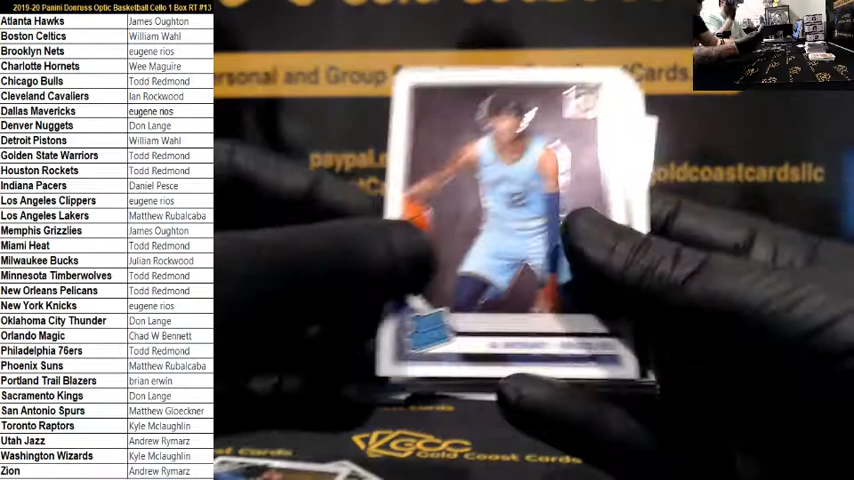 2019-20 Panini Donruss Optic Basketball Cello 1 Box RT #13
Atlanta Hawks James Oughton
Boston Celtics William Wahl
Brooklyn Nets eugene rios
Charlotte Hornets Wee Maguire
Chicago Bulls Todd Redmond
Cleveland Cavaliers Ian Rockwood
Dallas Mavericks eugene rios
Denver Nuggets Don Lange
Detroit Pistons William Wahl
Golden State Warriors Todd Redmond
Houston Rockets Todd Redmond
Indiana Pacers Daniel Pesce
Los Angeles Clippers eugene rios
Los Angeles Lakers Matthew Rubalcaba
Memphis Grizzlies James Oughton
Miami Heat Todd Redmond
Milwaukee Bucks Julian Rockwood
Minnesota Timberwolves Todd Redmond
New Orleans Pelicans Todd Redmond
New York Knicks eugene rios
Oklahoma City Thunder Don Lange
Orlando Magic Chad W Bennett
Philadelphia 76ers Todd Redmond
Phoenix Suns Matthew Rubalcaba
Portland Trail Blazers brian erwin
Sacramento Kings Don Lange
San Antonio Spurs Matthew Gloeckner
Toronto Raptors Kyle Mclaughlin
Utah Jazz Andrew Rymarz
Washington Wizards Kyle Mclaughlin
Zion Andrew Rymarz
ersonal and Group
Cards.
paypal.
goldcoastcardsllc
GCC
Gold Coast Cards
st Cards